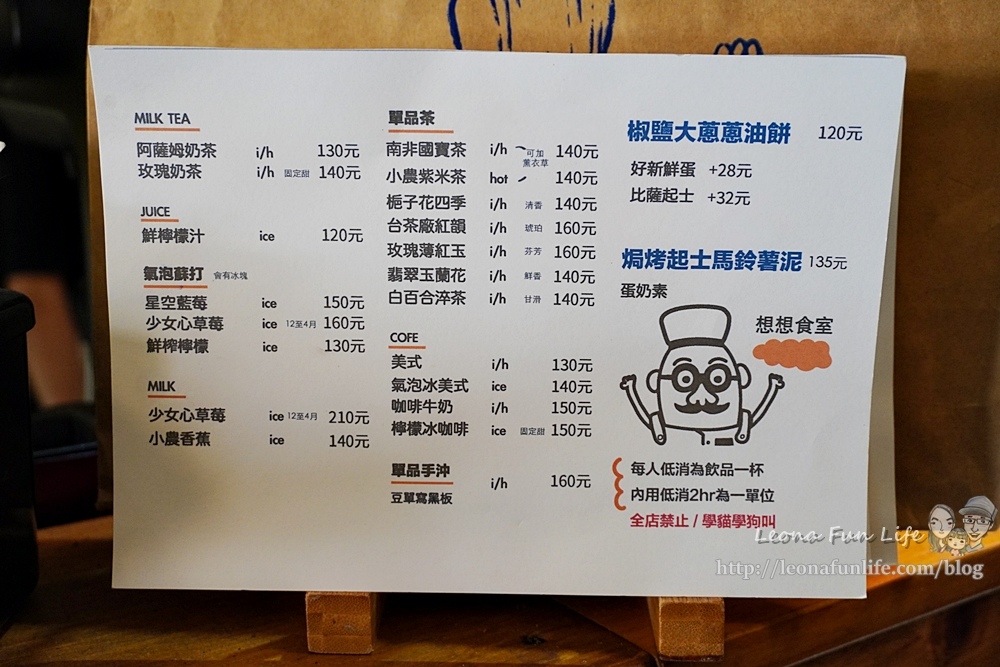 MILK TEA
阿薩姆奶茶 i/h 130元
玫瑰奶茶 i/h 固定甜 140元
JUICE
鮮檸檬汁 ice 120元
氣泡蘇打 會有冰塊
星空藍莓 ice 150元
少女心草莓 ice 12至4月 160元
鮮榨檸檬 ice 130元
MILK
少女心草莓 ice 12至4月 210元
小農香蕉 ice 140元
單品茶
南非國寶茶 i/h 可加薰衣草 140元
小農紫米茶 hot 140元
梔子花四季 i/h 清香 140元
台茶廠紅韻 i/h 琥珀 160元
玫瑰薄紅玉 i/h 芬芳 160元
翡翠玉蘭花 i/h 鮮香 140元
白百合淬茶 i/h 甘滑 140元
COFE
美式 i/h 130元
氣泡冰美式 ice 140元
咖啡牛奶 i/h 150元
檸檬冰咖啡 ice 固定甜 150元
單品手沖 i/h 160元
豆單寫黑板
椒鹽大蔥蔥油餅 120元
好新鮮蛋 +28元
比薩起士 +32元
焗烤起士馬鈴薯泥 135元
蛋奶素
想想食室
每人低消為飲品一杯
內用低消2hr為一單位
全店禁止 / 學貓學狗叫
Leona Fun Life
http://leonafunlife.com/blog